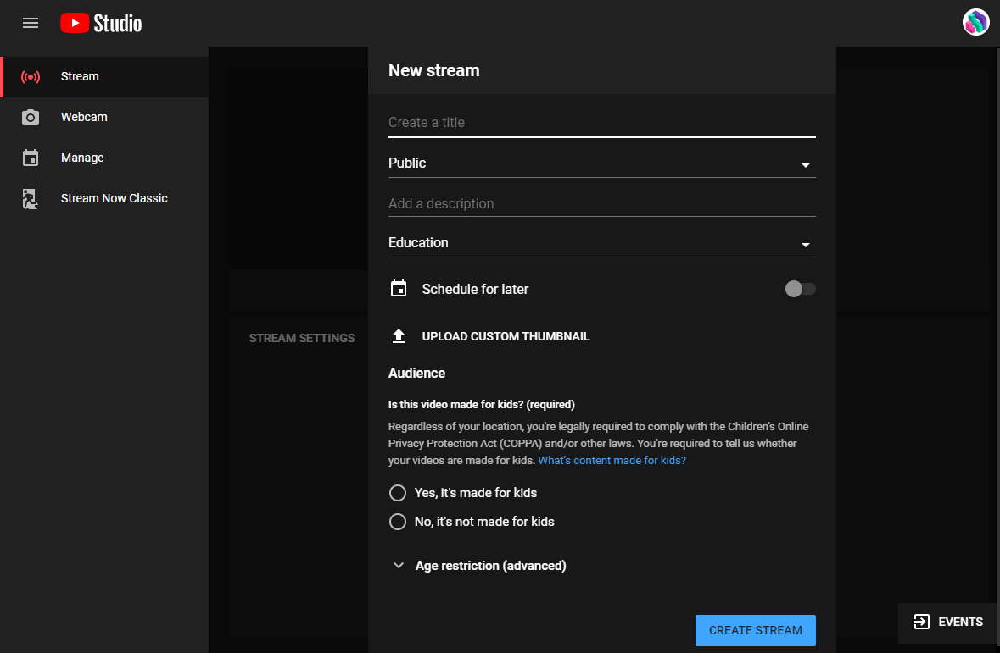 Studio
Stream
Webcam
Manage
Stream Now Classic
New stream
Create a title
Public
Add a description
Education
Schedule for later
UPLOAD CUSTOM THUMBNAIL
STREAM SETTINGS
Audience
Is this video made for kids? (required)
Regardless of your location, you're legally required to comply with the Children's Online
Privacy Protection Act (COPPA) and/or other laws. You're required to tell us whether
your videos are made for kids. What's content made for kids?
Yes, it's made for kids
No, it's not made for kids
Age restriction (advanced)
CREATE STREAM
EVENTS